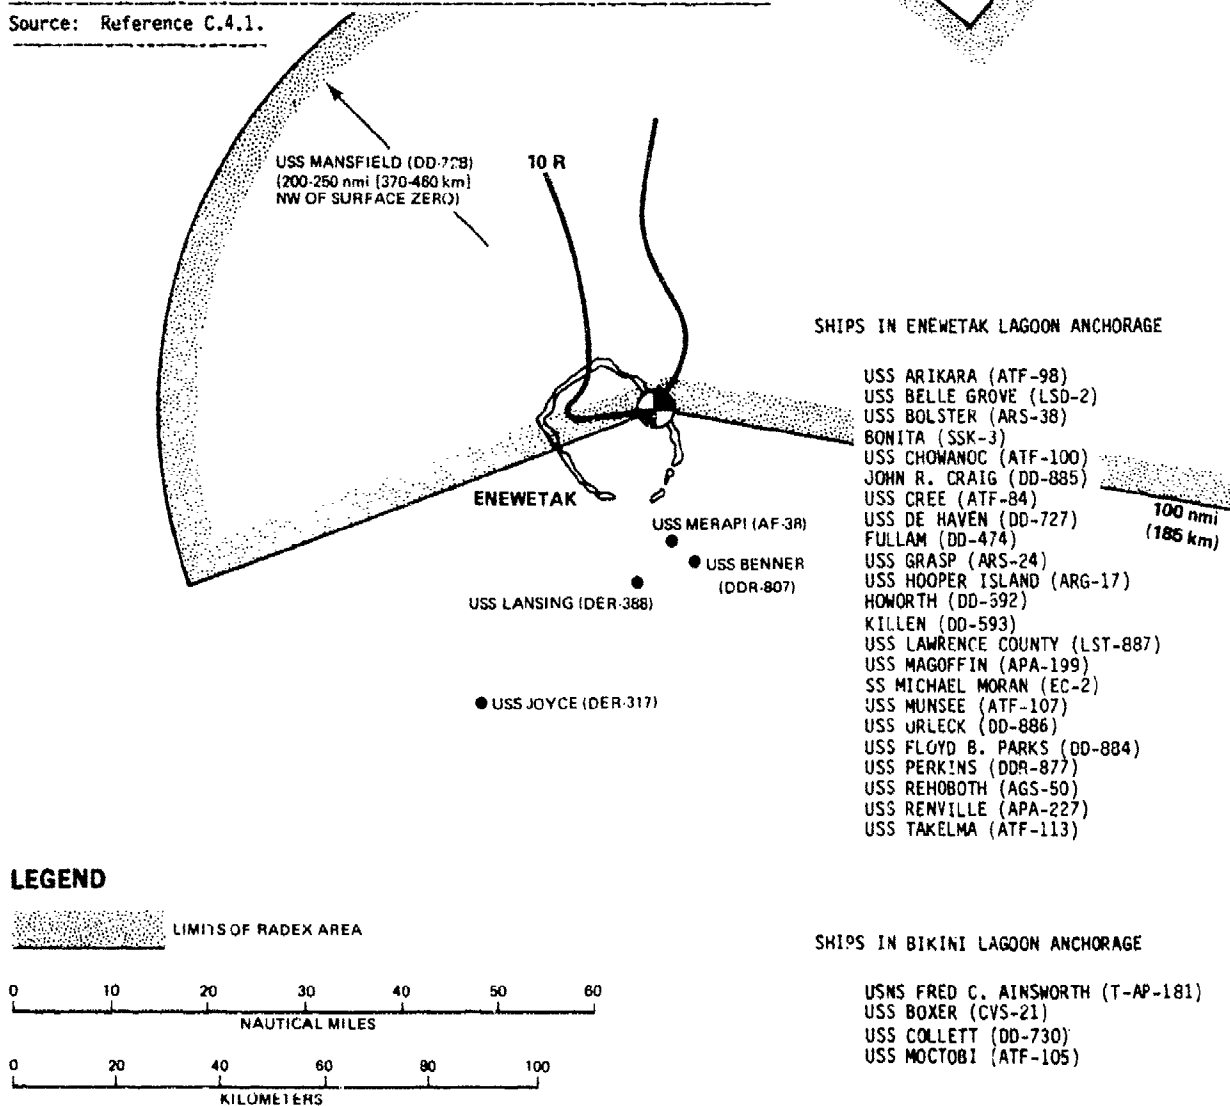 Source: Reference C.4.1.
USS MANSFIELD (DD-728)
(200-250 nmi [370-460 km]
NW OF SURFACE ZERO)
10 R
SHIPS IN ENEWETAK LAGOON ANCHORAGE
USS ARIKARA (ATF-98)
USS BELLE GROVE (LSD-2)
USS BOLSTER (ARS-38)
BONITA (SSK-3)
USS CHOWANOC (ATF-100)
JOHN R. CRAIG (DD-885)
USS CREE (ATF-84)
USS DE HAVEN (DD-727)
FULLAM (DD-474)
USS GRASP (ARS-24)
USS HOOPER ISLAND (ARG-17)
HOWORTH (DD-592)
KILLEN (DD-593)
USS LAWRENCE COUNTY (LST-887)
USS MAGOFFIN (APA-199)
SS MICHAEL MORAN (EC-2)
USS MUNSEE (ATF-107)
USS ORLECK (DD-886)
USS FLOYD B. PARKS (DD-884)
USS PERKINS (DDR-877)
USS REHOBOTH (AGS-50)
USS RENVILLE (APA-227)
USS TAKELMA (ATF-113)
100 nmi
(185 km)
ENEWETAK
USS MERAPI (AF-38)
USS BENNER
(DDR-807)
USS LANSING (DER-388)
USS JOYCE (DER-317)
LEGEND
LIMITS OF RADEX AREA
0 10 20 30 40 50 60
NAUTICAL MILES
0 20 40 60 80 100
KILOMETERS
SHIPS IN BIKINI LAGOON ANCHORAGE
USNS FRED C. AINSWORTH (T-AP-181)
USS BOXER (CVS-21)
USS COLLETT (DD-730)
USS MOCTOBI (ATF-105)